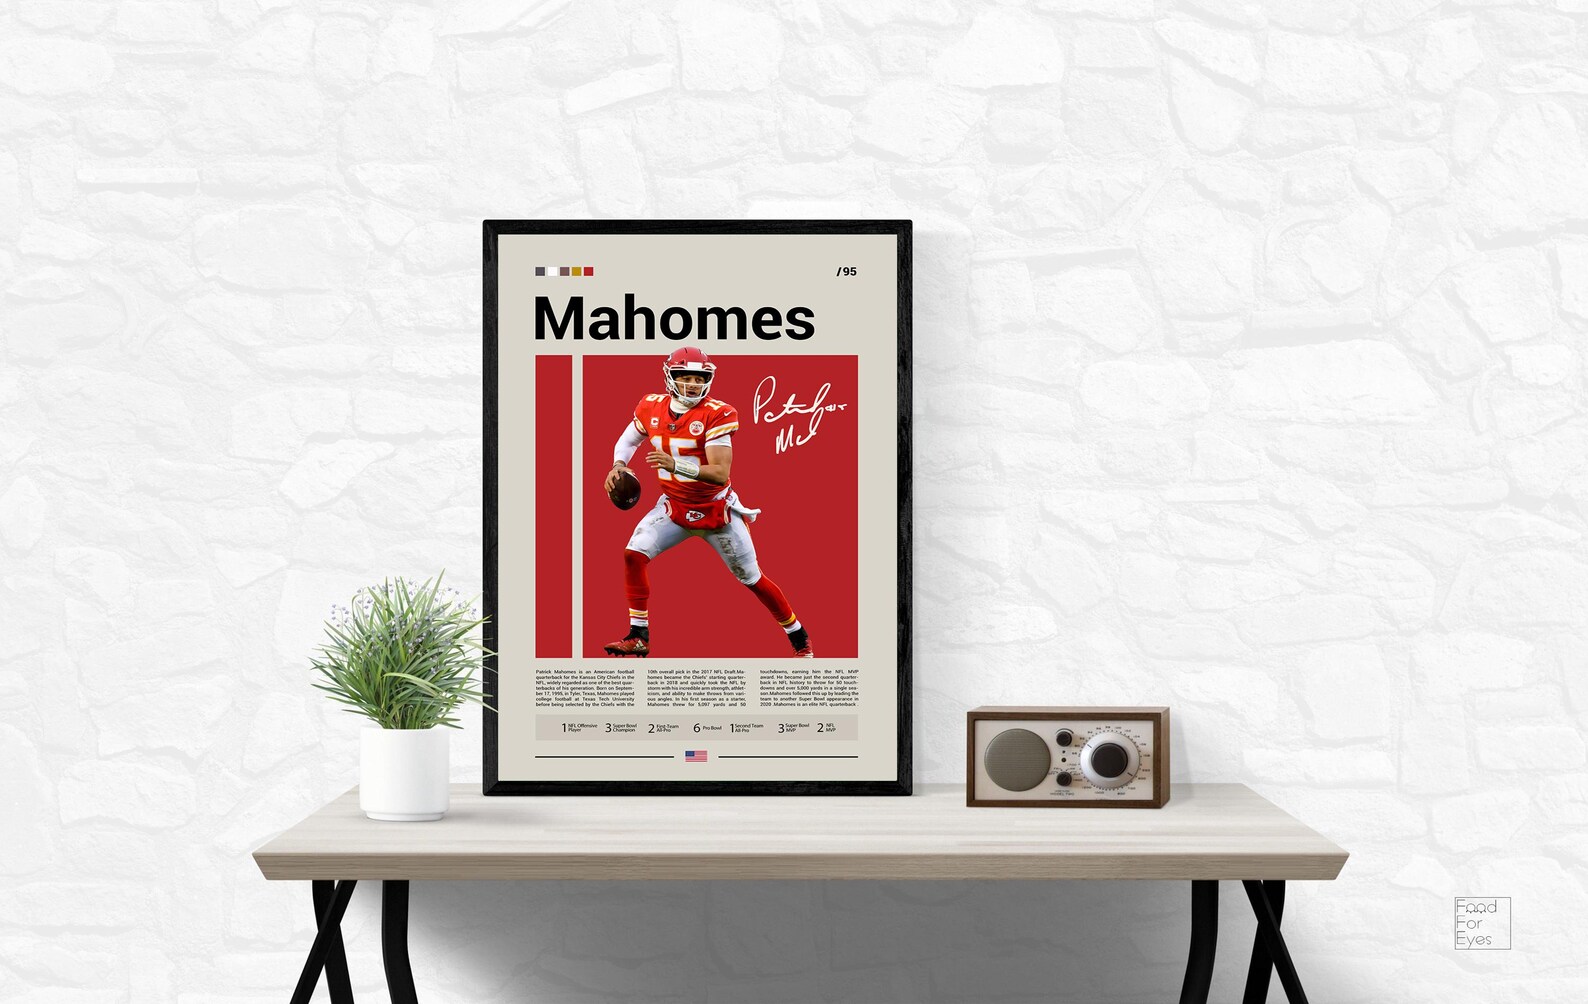 /95
Mahomes
15
Patrick Mahomes is an American football
quarterback for the Kansas City Chiefs in the
NFL, widely regarded as one of the best quar-
terbacks of his generation. Born on Septem-
ber 17, 1995, in Tyler, Texas, Mahomes played
college football at Texas Tech University
before being selected by the Chiefs with the
10th overall pick in the 2017 NFL Draft.Ma-
homes became the Chiefs' starting quarter-
back in 2018 and quickly took the NFL by
storm with his incredible arm strength, athlet-
icism, and ability to make throws from vari-
ous angles. In his first season as a starter,
Mahomes threw for 5,097 yards and 50
touchdowns, earning him the NFL MVP
award. He became just the second quarter-
back in NFL history to throw for 50 touch-
downs and over 5,000 yards in a single sea-
son.Mahomes followed this up by leading the
team to another Super Bowl appearance in
2020 .Mahomes is an elite NFL quarterback
1 NFL Offensive Player
3 Super Bowl Champion
2 First-Team All-Pro
6 Pro Bowl
1 Second Team All-Pro
3 Super Bowl MVP
2 NFL MVP
Food
For
Eyes